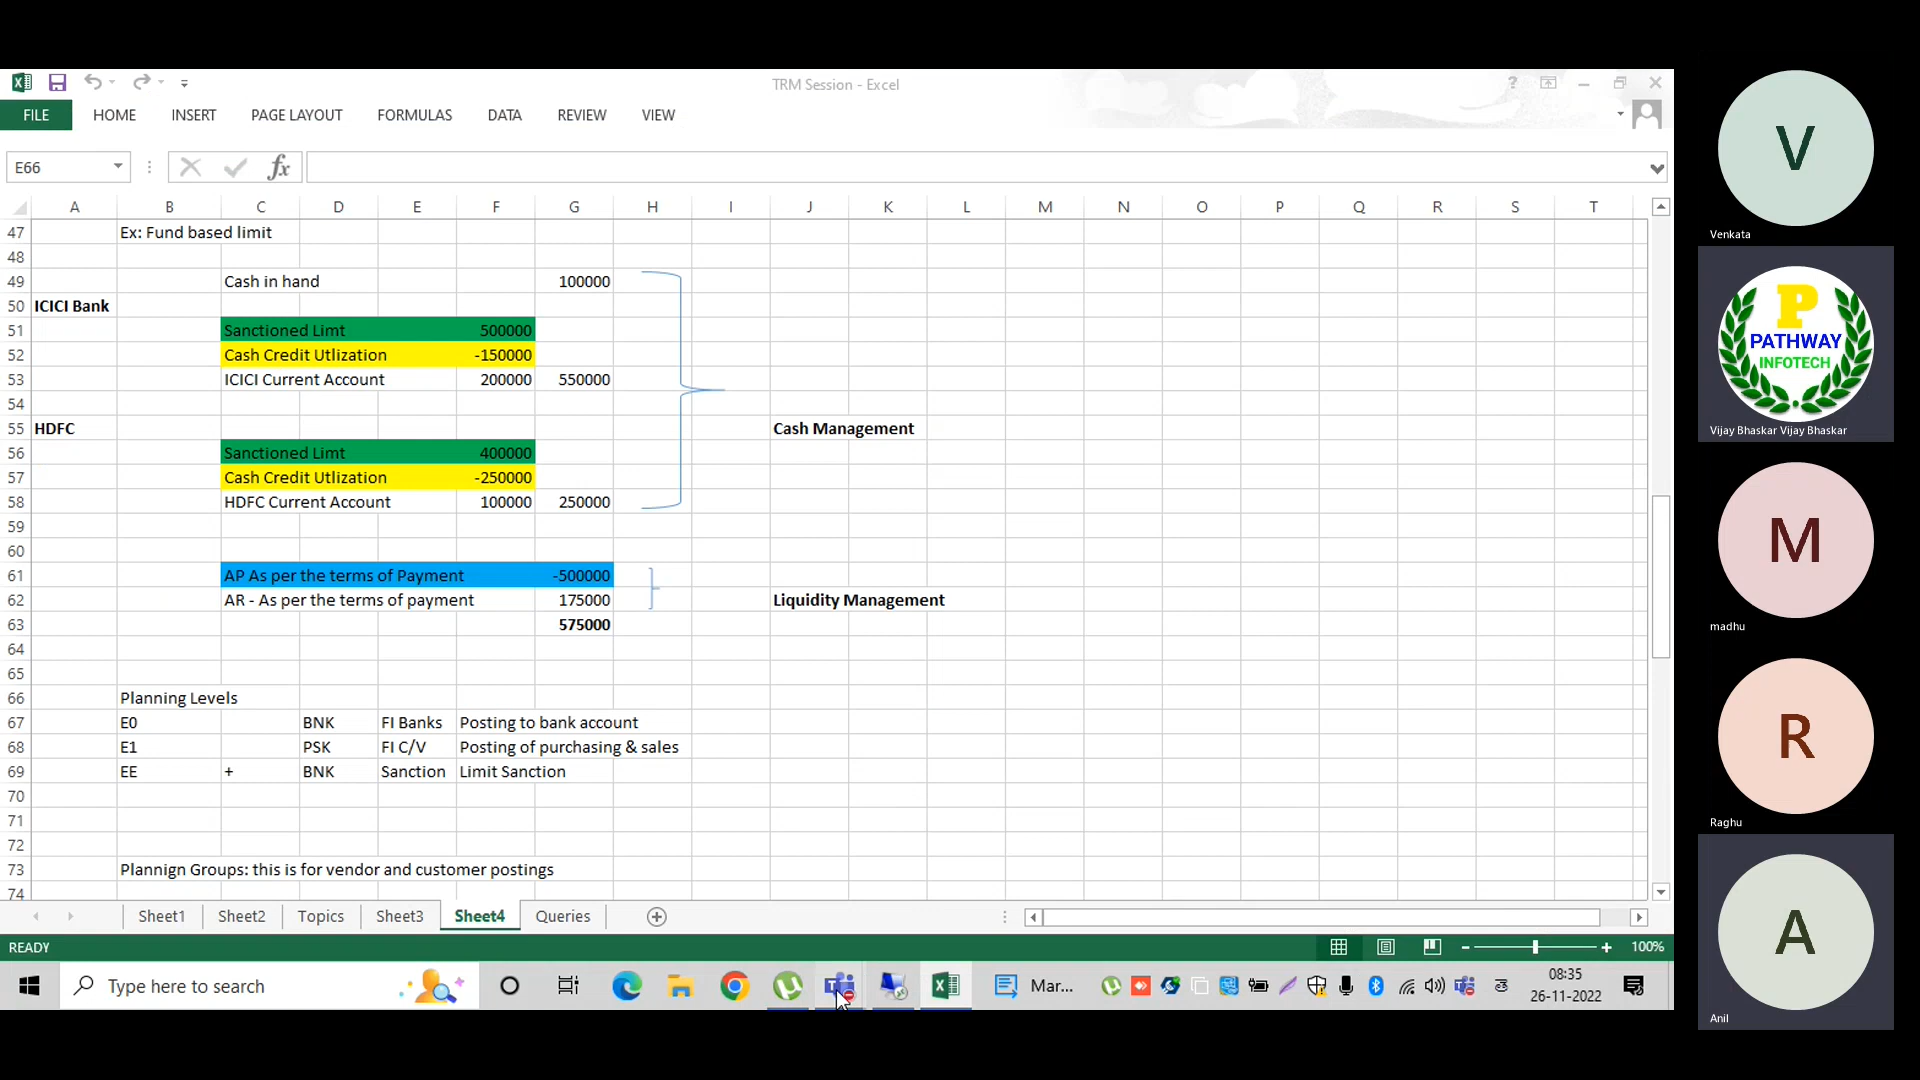 TRM Session - Excel
FILE HOME INSERT PAGE LAYOUT FORMULAS DATA REVIEW VIEW
E66 fx
A B C D E F G H I J K L M N O P Q R S T
47 Ex: Fund based limit
48
49 Cash in hand 100000
50 ICICI Bank
51 Sanctioned Limt 500000
52 Cash Credit Utlization -150000
53 ICICI Current Account 200000 550000
54
55 HDFC Cash Management
56 Sanctioned Limt 400000
57 Cash Credit Utlization -250000
58 HDFC Current Account 100000 250000
59
60
61 AP As per the terms of Payment -500000
62 AR - As per the terms of payment 175000 Liquidity Management
63 575000
64
65
66 Planning Levels
67 E0 BNK FI Banks Posting to bank account
68 E1 PSK FI C/V Posting of purchasing & sales
69 EE + BNK Sanction Limit Sanction
70
71
72
73 Plannign Groups: this is for vendor and customer postings
74
Sheet1 Sheet2 Topics Sheet3 Sheet4 Queries
READY 100%
Type here to search Mar... 08:35
26-11-2022
V
Venkata
P
PATHWAY
INFOTECH
Vijay Bhaskar Vijay Bhaskar
M
madhu
R
Raghu
A
Anil